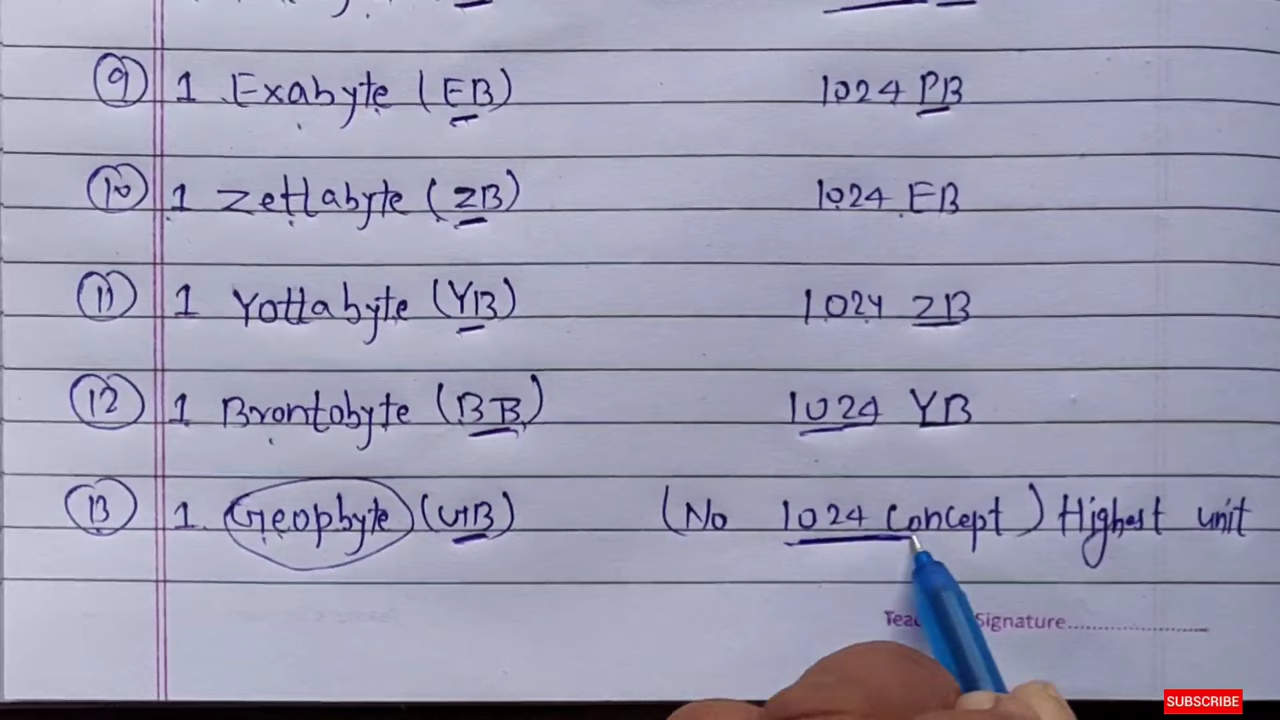 9 1 Exabyte (EB) 1024 PB
10 1 Zettabyte (ZB) 1024 EB
11 1 Yottabyte (YB) 1024 ZB
12 1 Brontobyte (BB) 1024 YB
13 1 Geopbyte (GB) (No 1024 Concept) Highest unit
Signature
SUBSCRIBE